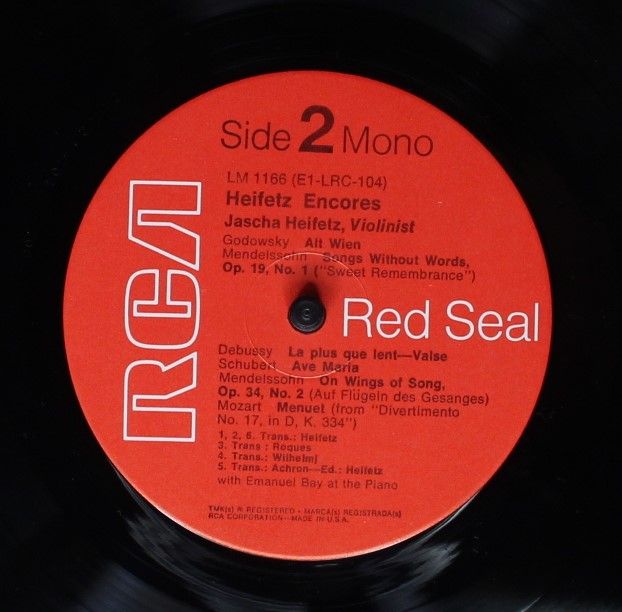 Side 2 Mono
LM 1166 (E1-LRC-104)
Heifetz Encores
Jascha Heifetz, Violinist
Godowsky Alt Wien
Mendelssohn Songs Without Words,
Op. 19, No. 1 ("Sweet Remembrance")
RCA
Red Seal
Debussy La plus que lent—Valse
Schubert Ave Maria
Mendelssohn On Wings of Song,
Op. 34, No. 2 (Auf Flügeln des Gesanges)
Mozart Menuet (from "Divertimento
No. 17, in D, K. 334")
1, 2, 6. Trans.: Heifetz
3. Trans: Roques
4. Trans.: Wilhelmj
5. Trans.: Achron—Ed.: Heifetz
with Emanuel Bay at the Piano
TMK(s) ® REGISTERED • MARCA(s) REGISTRADA(s)
RCA CORPORATION—MADE IN U.S.A.